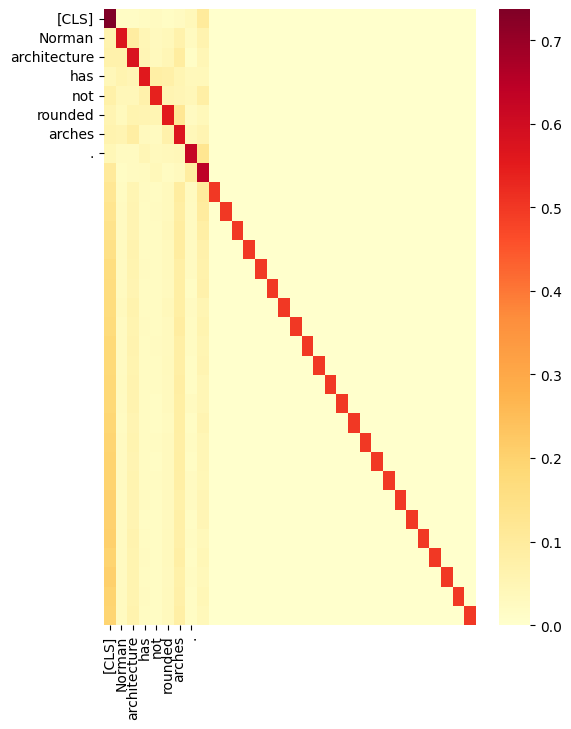 [CLS]
Norman
architecture
has
not
rounded
arches
.
0.7
0.6
0.5
0.4
0.3
0.2
0.1
0.0
[CLS]
Norman
architecture
has
not
rounded
arches
.